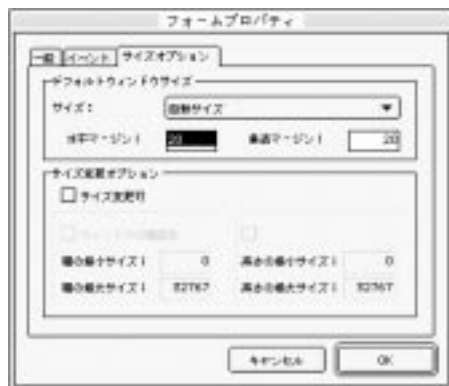 フォームプロパティ
一般 イベント サイズオプション
デフォルトウィンドウサイズ
サイズ: 自動サイズ
水平マージン: 20 垂直マージン: 20
サイズ変更オプション
サイズ変更可
幅の最小サイズ: 0 高さの最小サイズ: 0
幅の最大サイズ: 32767 高さの最大サイズ: 32767
キャンセル OK